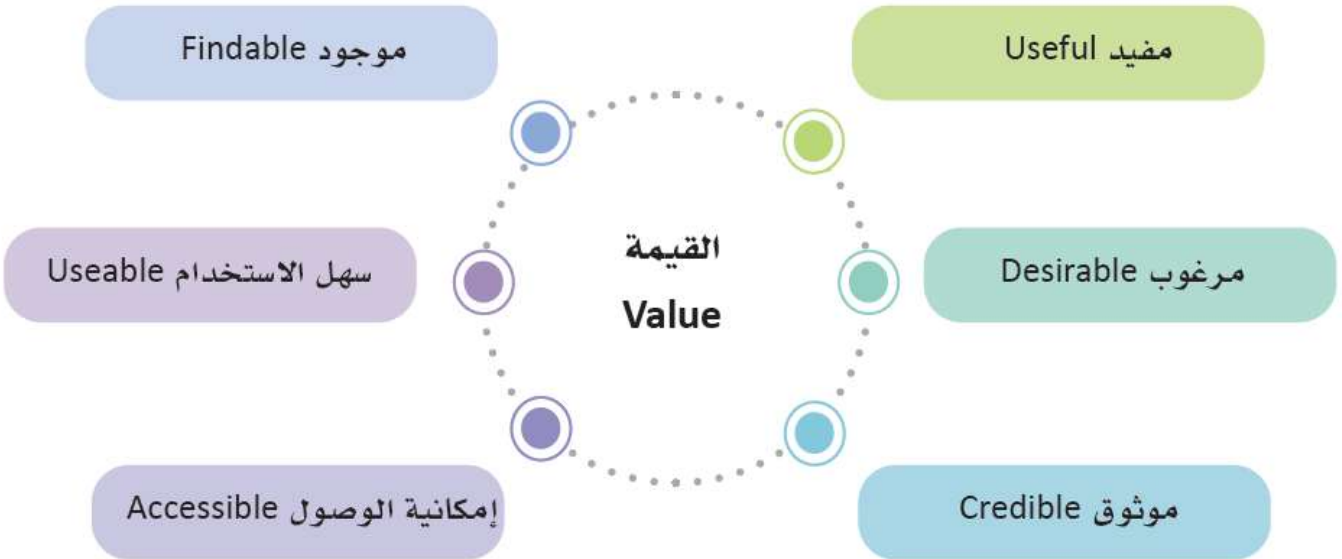 مفيد Useful
موجود Findable
مرغوب Desirable
القيمة
Value
سهل الاستخدام Useable
موثوق Credible
إمكانية الوصول Accessible